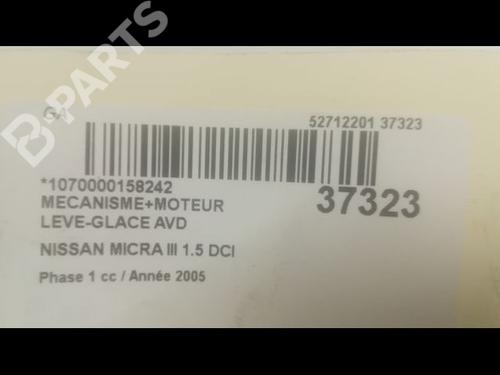 B-PARTS
GA
52712201 37323
*1070000158242
37323
MECANISME+MOTEUR
LEVE-GLACE AVD
NISSAN MICRA III 1.5 DCI
Phase 1 cc / Année 2005